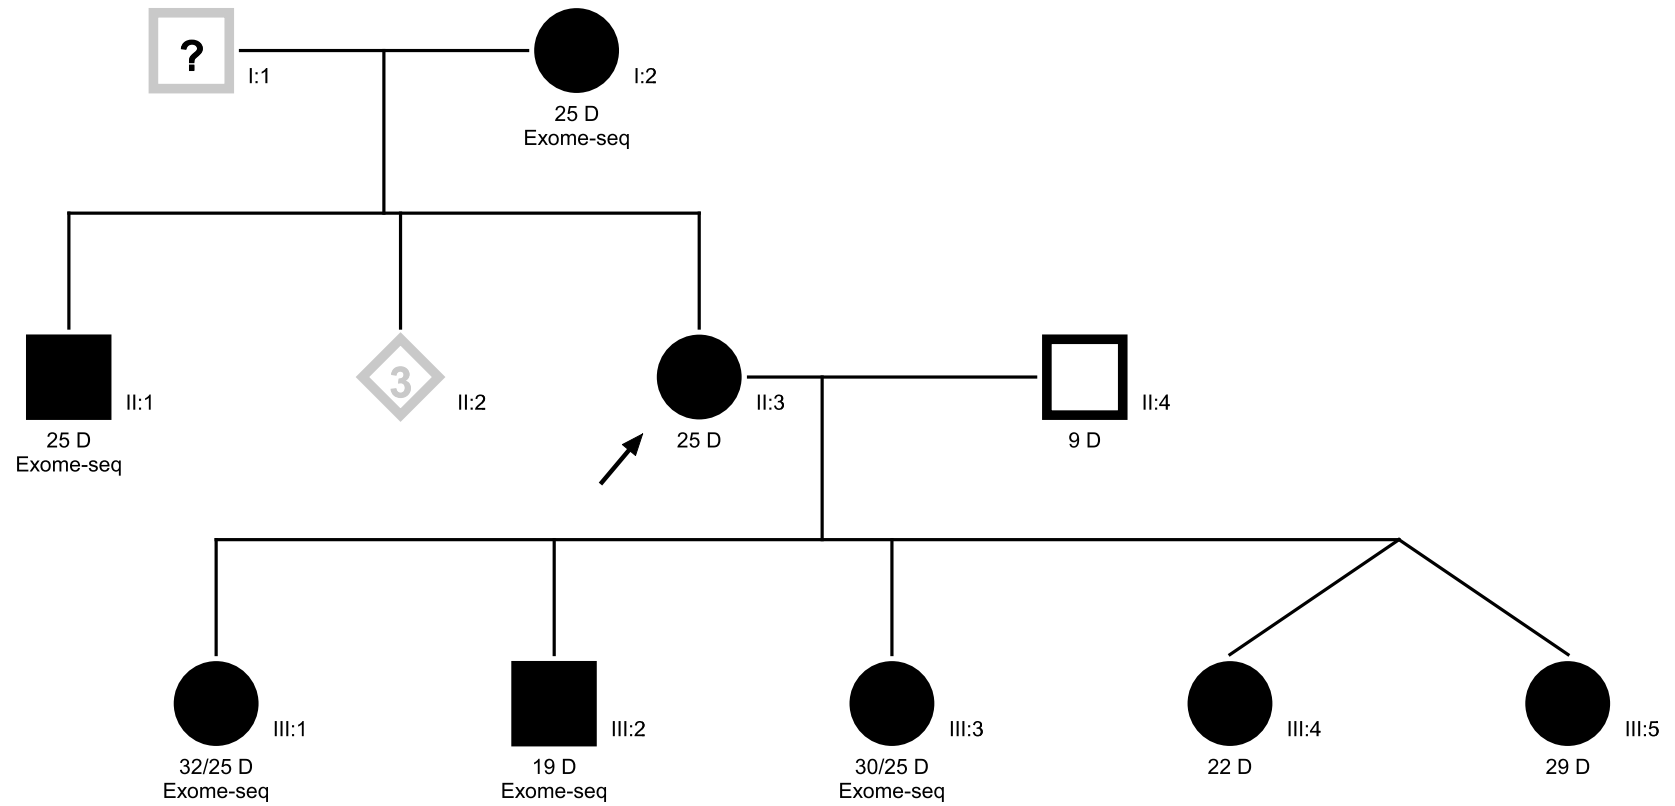 ?
I:1
I:2
25 D
Exome-seq
3
II:1
II:2
II:3
II:4
25 D
Exome-seq
25 D
9 D
III:1
III:2
III:3
III:4
III:5
32/25 D
Exome-seq
19 D
Exome-seq
30/25 D
Exome-seq
22 D
29 D